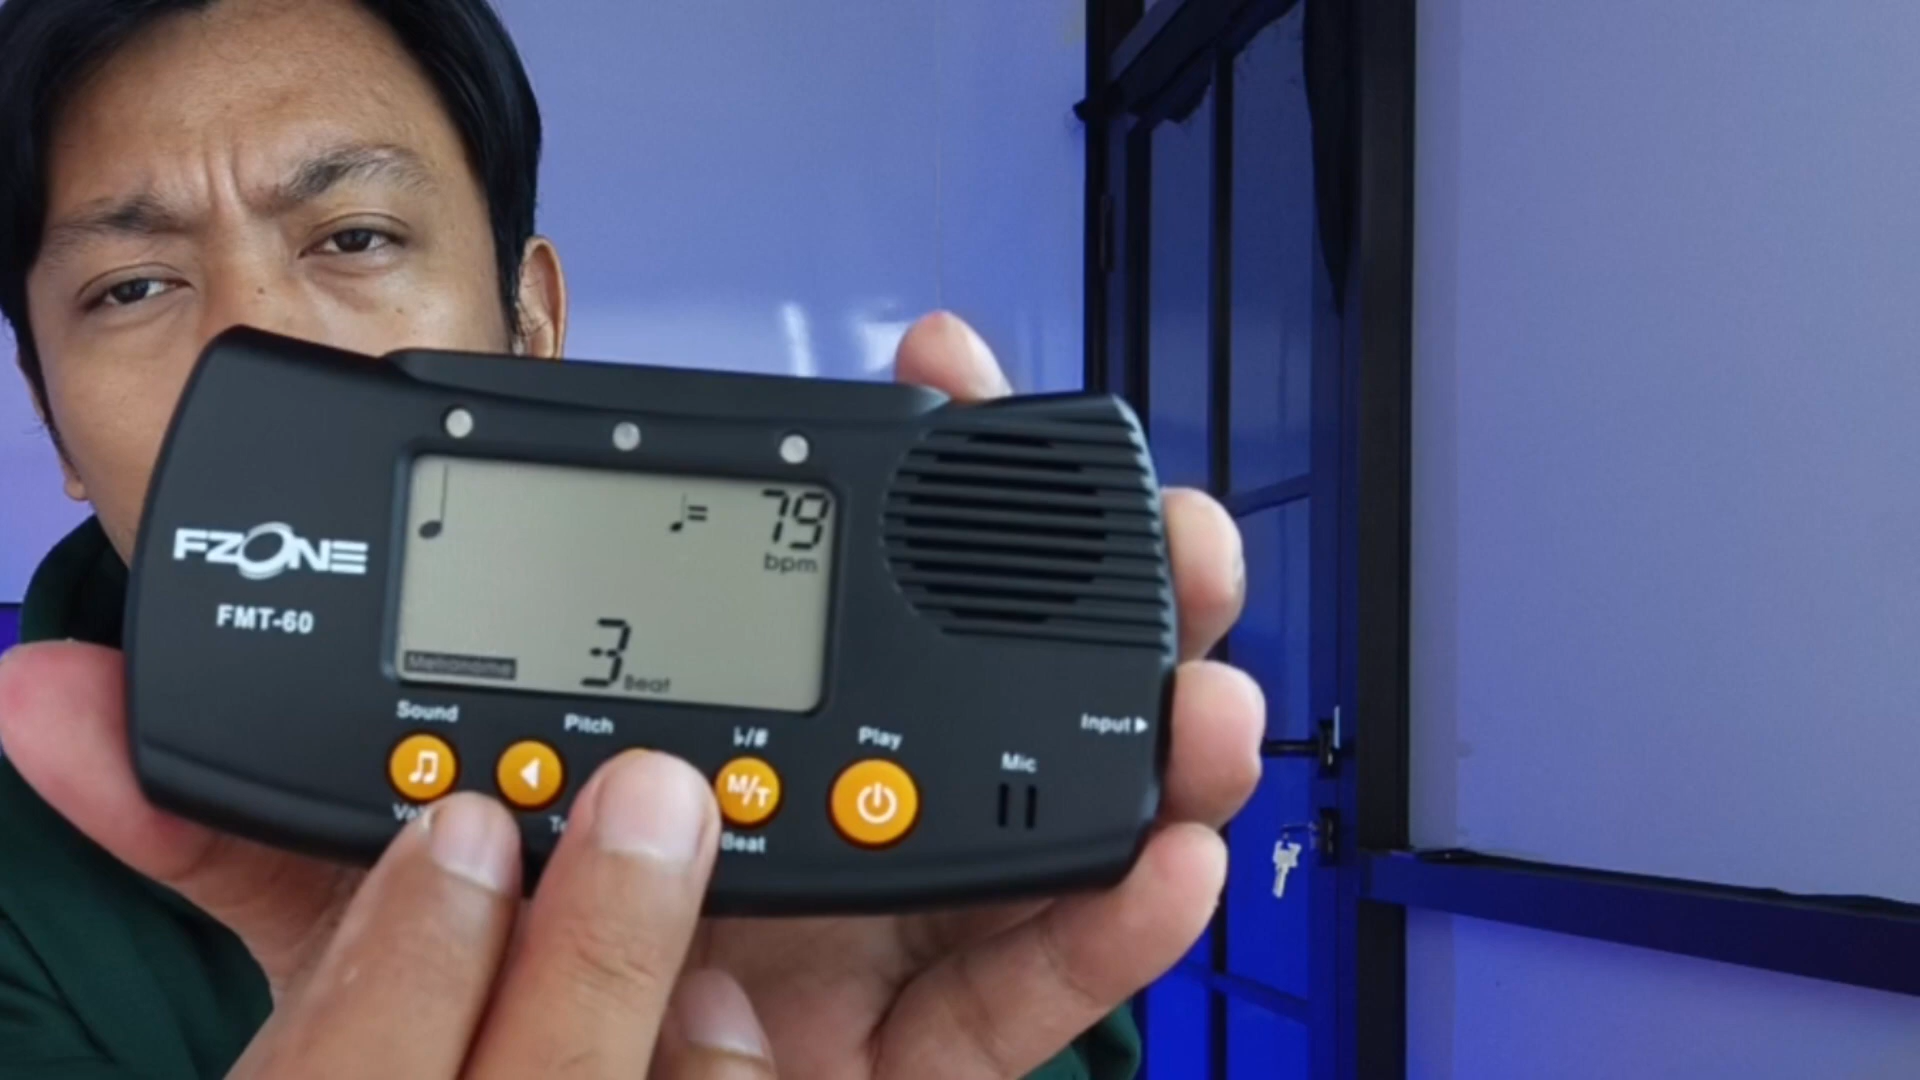 FZONE
FMT-60
♩= 79
bpm
Metronome
3 Beat
Sound
Pitch
♭/#
Play
Input
M/T
Beat
Mic